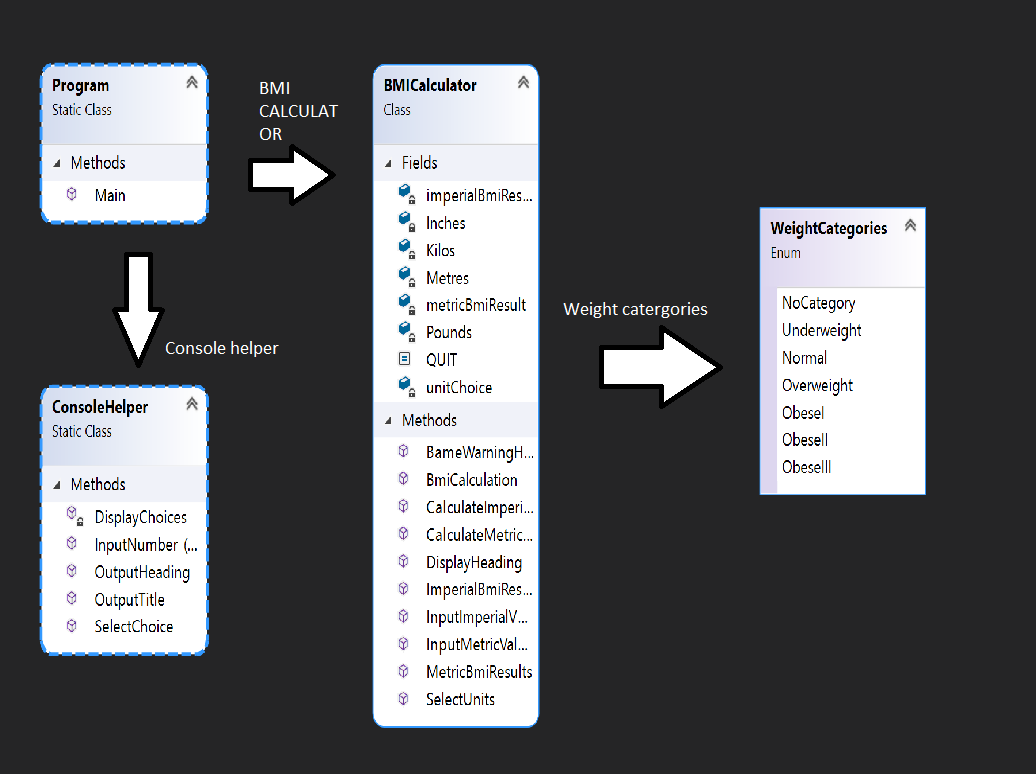 Program
Static Class
Methods
Main
BMI
CALCULAT
OR
Console helper
ConsoleHelper
Static Class
Methods
DisplayChoices
InputNumber (...
OutputHeading
OutputTitle
SelectChoice
BMICalculator
Class
Fields
imperialBmiRes...
Inches
Kilos
Metres
metricBmiResult
Pounds
QUIT
unitChoice
Methods
BameWarningH...
BmiCalculation
CalculateImperi...
CalculateMetric...
DisplayHeading
ImperialBmiRes...
InputImperialV...
InputMetricVal...
MetricBmiResults
SelectUnits
Weight catergories
WeightCategories
Enum
NoCategory
Underweight
Normal
Overweight
ObeseI
ObeseII
ObeseIII